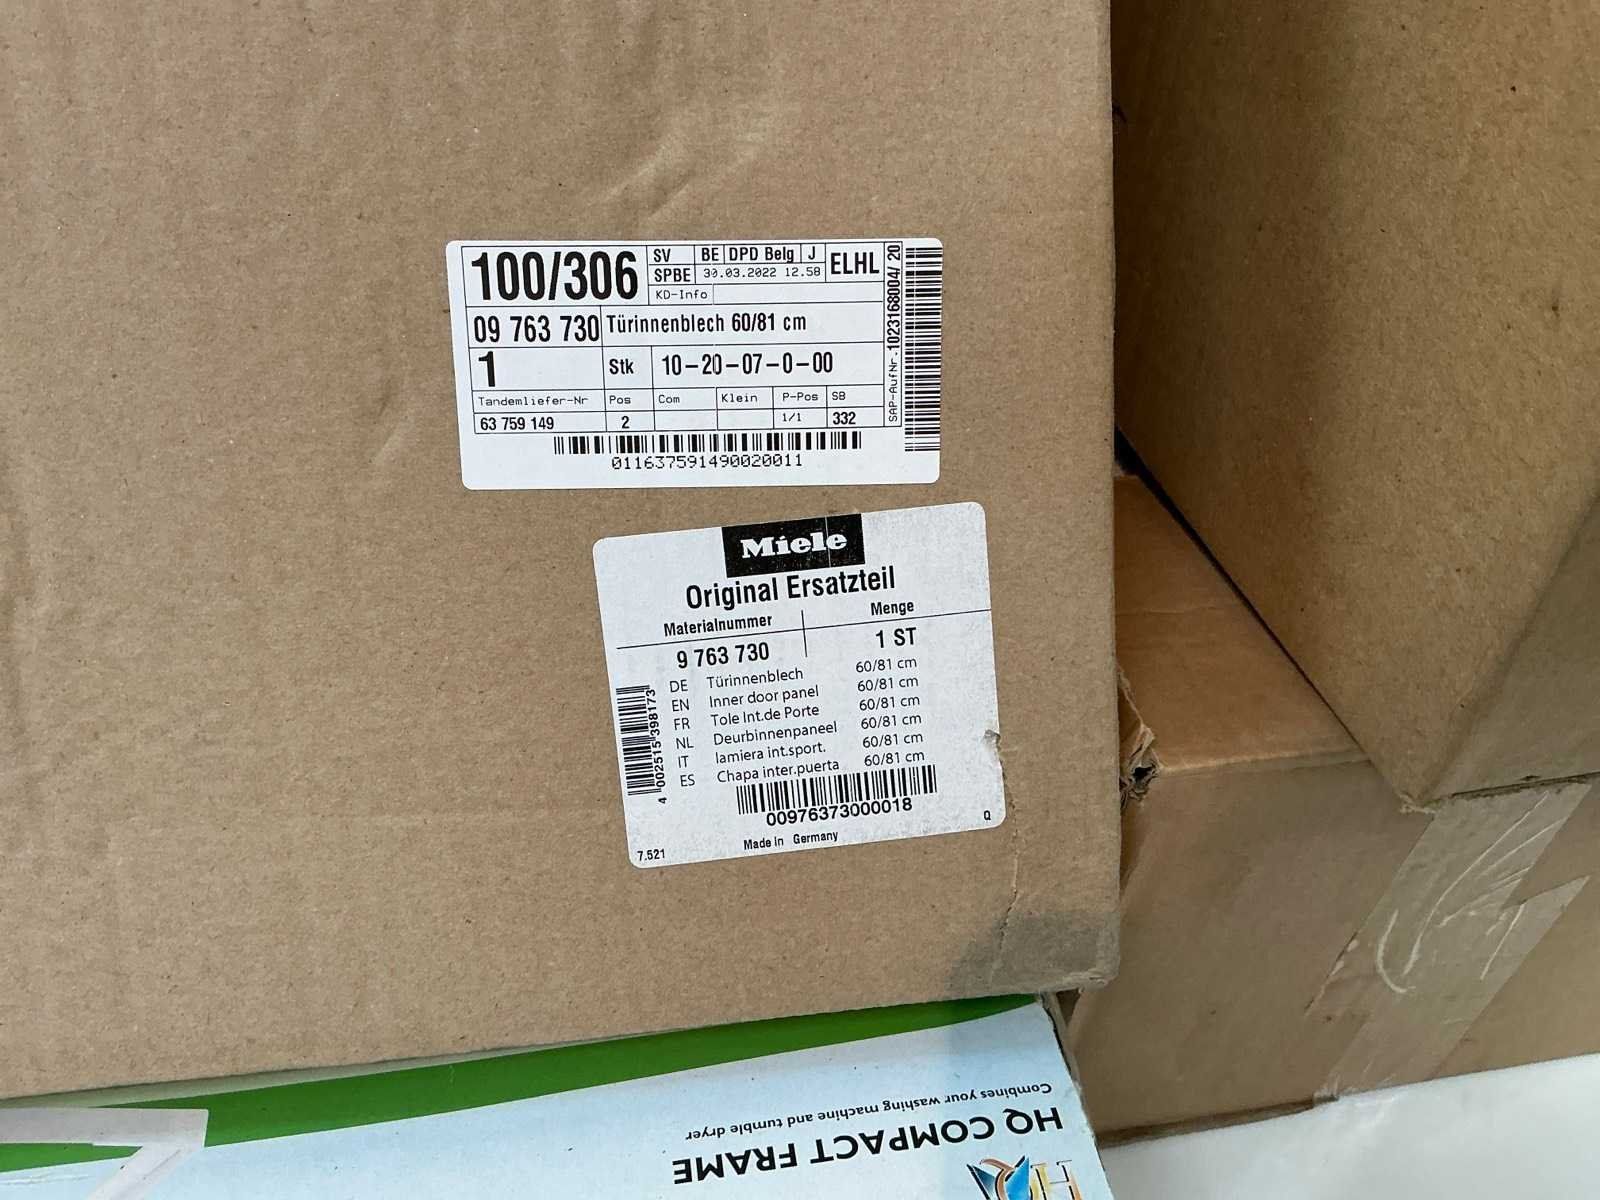 100/306 SV BE DPD Belg J ELHL
SPBE 30.03.2022 12.58
KD-Info
09 763 730 Türinnenblech 60/81 cm
1 Stk 10-20-07-0-00
Tandemliefer-Nr Pos Com Klein P-Pos SB
63 759 149 2 1/1 332
011637591490020011
SAP-AufNr.1023168004/ 20
Miele
Original Ersatzteil
Materialnummer Menge
9 763 730 1 ST
DE Türinnenblech 60/81 cm
EN Inner door panel 60/81 cm
FR Tole Int.de Porte 60/81 cm
NL Deurbinnenpaneel 60/81 cm
IT lamiera int.sport. 60/81 cm
ES Chapa inter.puerta 60/81 cm
4 002515 398173
00976373000018
Made in Germany
7.521
Q
Combines your washing machine and tumble dryer
HQ COMPACT FRAME
HQ